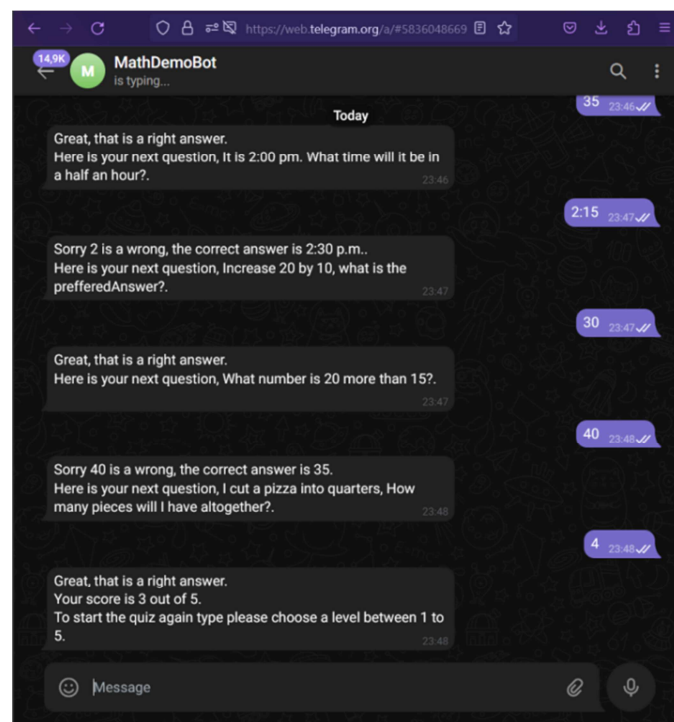 https://web.telegram.org/a/#5836048669
14,9K
M
MathDemoBot
is typing...
35 23:46
Today
Great, that is a right answer.
Here is your next question, It is 2:00 pm. What time will it be in
a half an hour?.
23:46
2:15 23:47
Sorry 2 is a wrong, the correct answer is 2:30 p.m..
Here is your next question, Increase 20 by 10, what is the
prefferedAnswer?.
23:47
30 23:47
Great, that is a right answer.
Here is your next question, What number is 20 more than 15?.
23:47
40 23:48
Sorry 40 is a wrong, the correct answer is 35.
Here is your next question, I cut a pizza into quarters, How
many pieces will I have altogether?.
23:48
4 23:48
Great, that is a right answer.
Your score is 3 out of 5.
To start the quiz again type please choose a level between 1 to
5.
23:48
Message